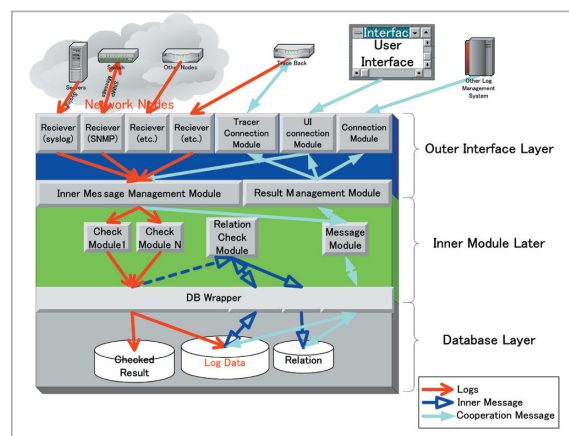 Interfac
User
Interface
Servers
Switch
Other Nodes
Trace Back
Other Log
Management
System
Syslog
SNMP
Message
Network Nodes
Reciever
(syslog)
Reciever
(SNMP)
Reciever
(etc.)
Reciever
(etc.)
Tracer
Connection
Module
UI
connection
Module
Connection
Module
Outer Interface Layer
Inner Message Management Module
Result Management Module
Check
Module1
Check
Module N
Relation
Check
Module
Message
Module
Inner Module Later
DB Wrapper
Database Layer
Checked
Result
Log Data
Relation
Logs
Inner Message
Cooperation Message